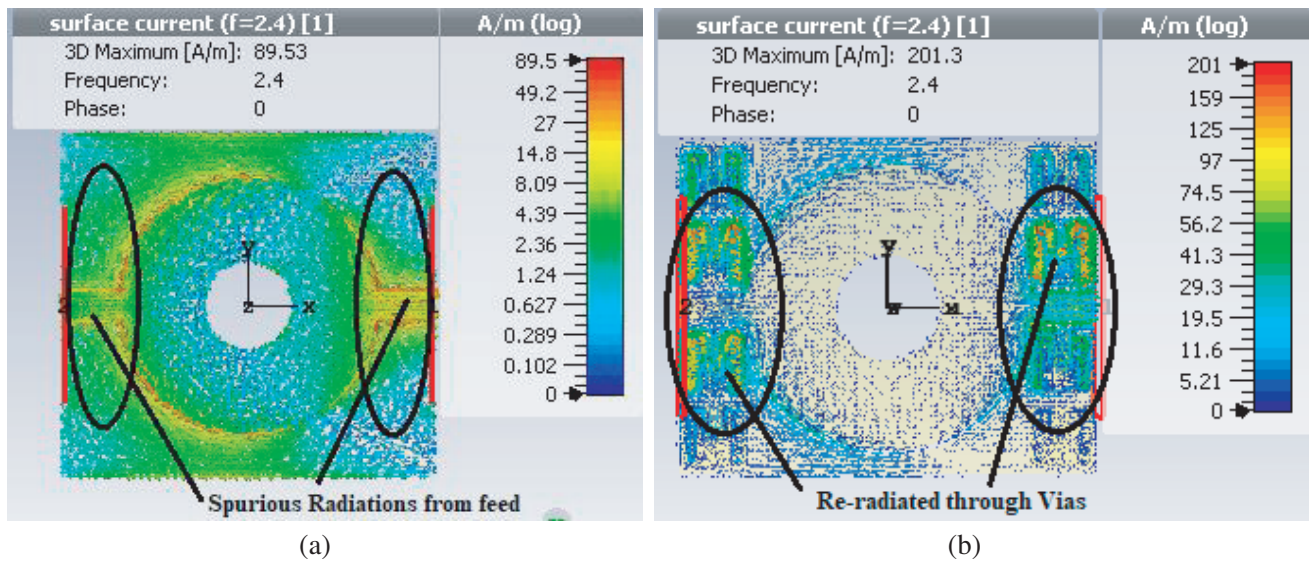 surface current (f=2.4) [1]
3D Maximum [A/m]: 89.53
Frequency: 2.4
Phase: 0
A/m (log)
89.5
49.2
27
14.8
8.09
4.39
2.36
1.24
0.627
0.289
0.102
0
y
z
x
2
Spurious Radiations from feed
(a)
surface current (f=2.4) [1]
3D Maximum [A/m]: 201.3
Frequency: 2.4
Phase: 0
A/m (log)
201
159
125
97
74.5
56.2
41.3
29.3
19.5
11.6
5.21
0
2
1
Re-radiated through Vias
(b)